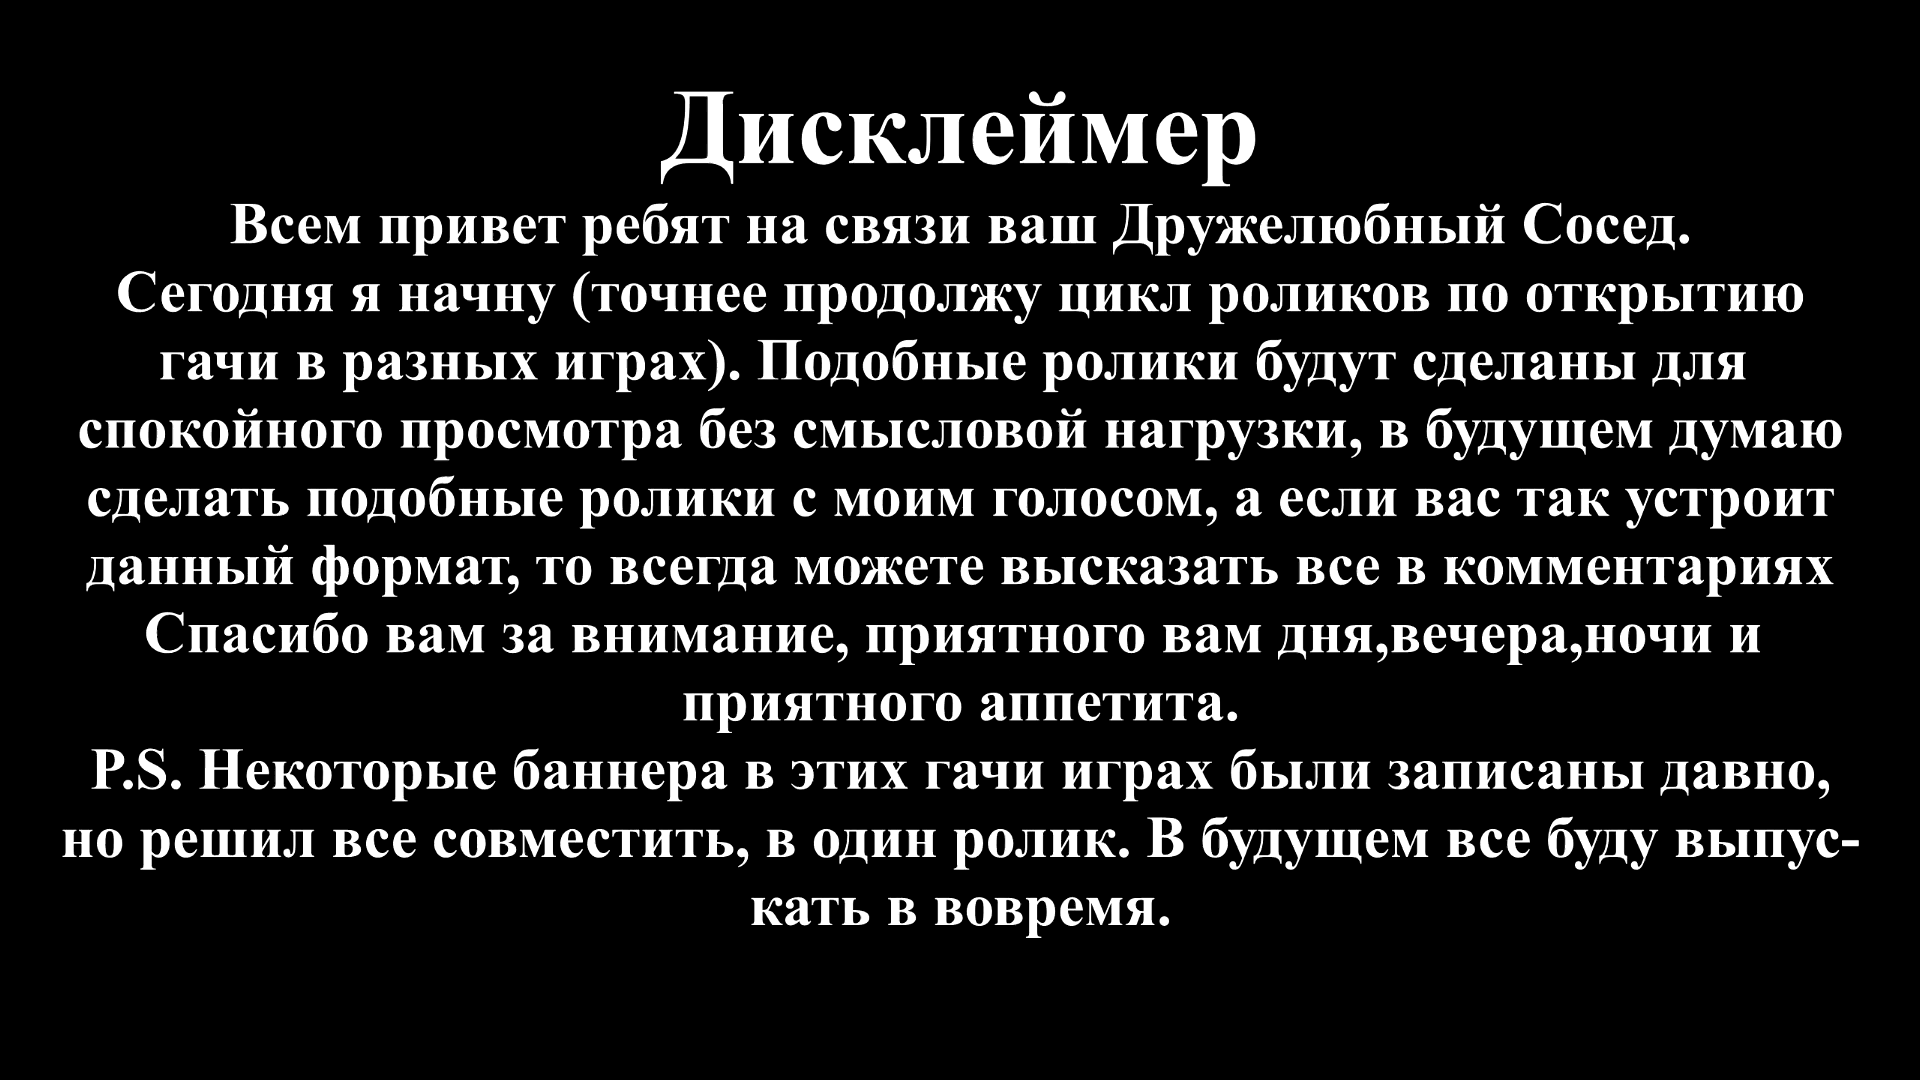 Дисклеймер
Всем привет ребят на связи ваш Дружелюбный Сосед.
Сегодня я начну (точнее продолжу цикл роликов по открытию
гачи в разных играх). Подобные ролики будут сделаны для
спокойного просмотра без смысловой нагрузки, в будущем думаю
сделать подобные ролики с моим голосом, а если вас так устроит
данный формат, то всегда можете высказать все в комментариях
Спасибо вам за внимание, приятного вам дня,вечера,ночи и
приятного аппетита.
P.S. Некоторые баннера в этих гачи играх были записаны давно,
но решил все совместить, в один ролик. В будущем все буду выпус-
кать в вовремя.